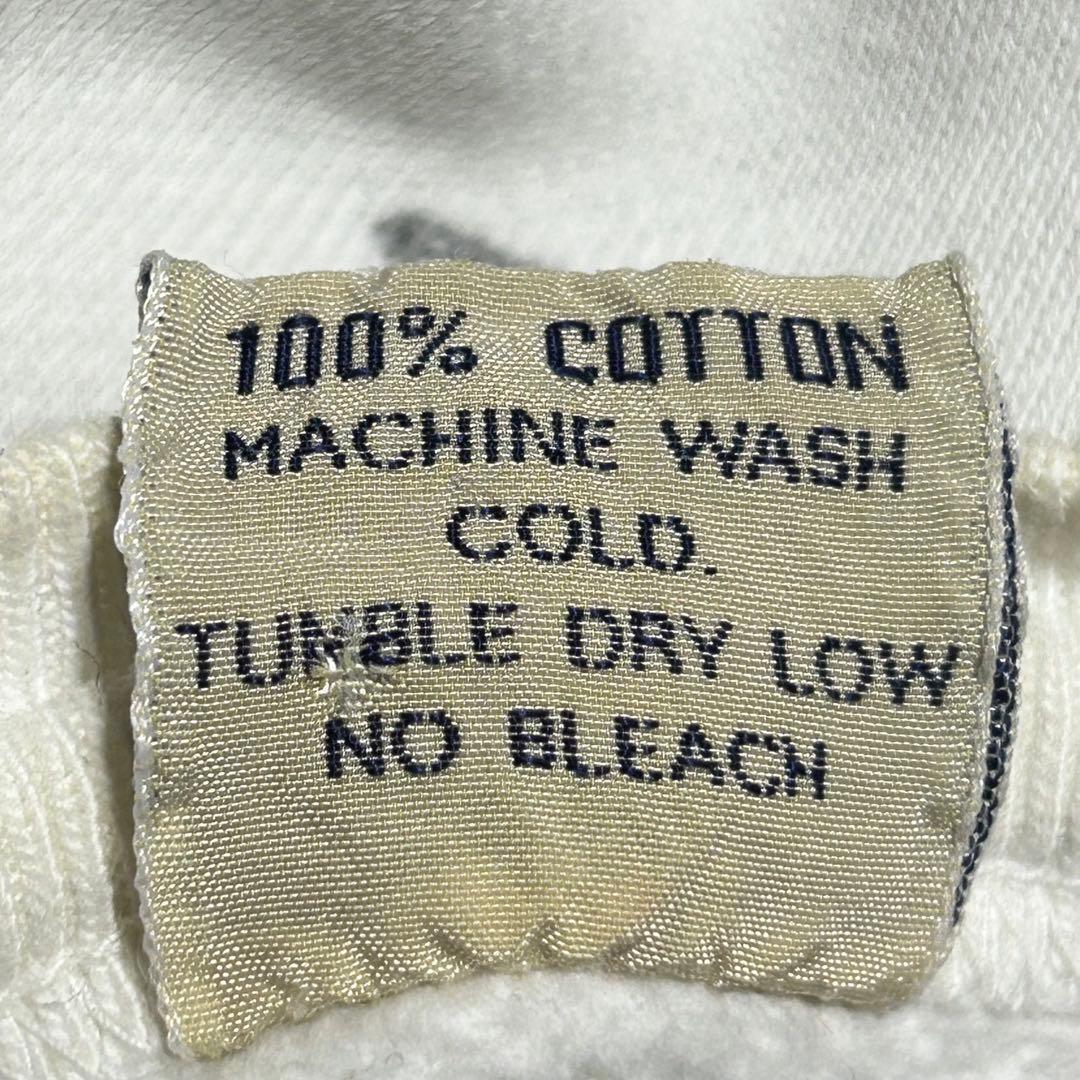 100% COTTON
MACHINE WASH
COLD.
TUMBLE DRY LOW
NO BLEACH